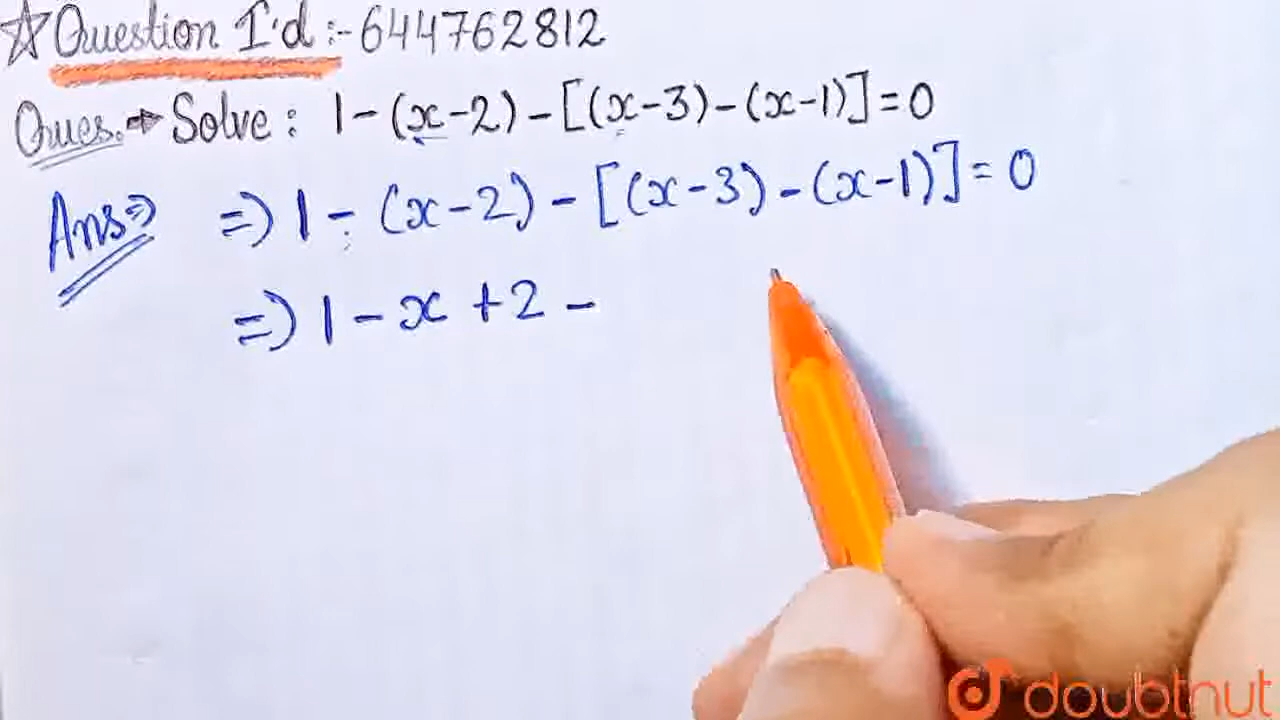 ☆ Question I'd :- 644762812
Ques. → Solve : 1-(x-2)-[(x-3)-(x-1)]=0
Ans⇒ ⇒) 1-(x-2)-[(x-3)-(x-1)]=0
⇒) 1-x+2-
doubtnut